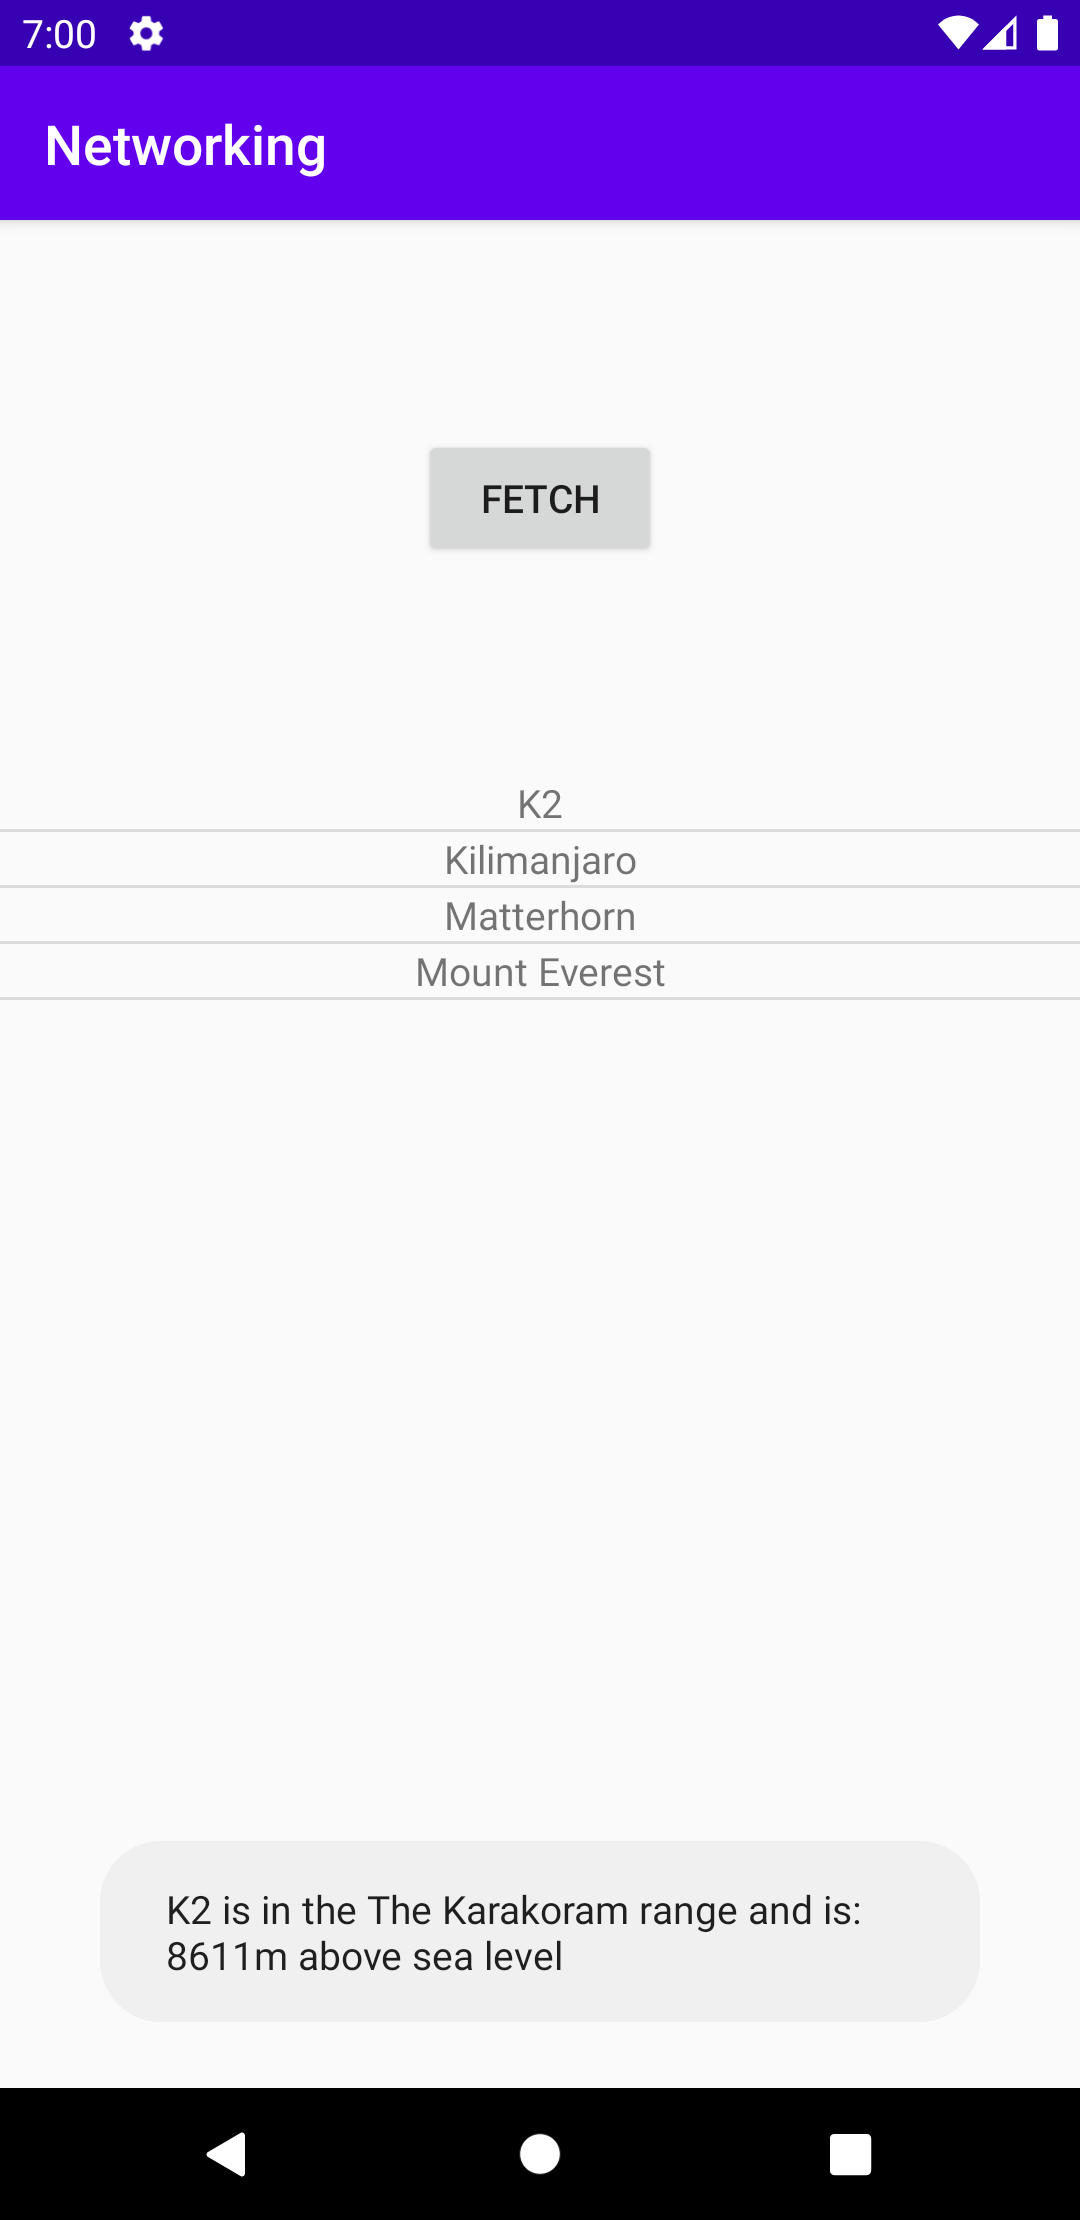 7:00
Networking
FETCH
K2
Kilimanjaro
Matterhorn
Mount Everest
K2 is in the The Karakoram range and is:
8611m above sea level